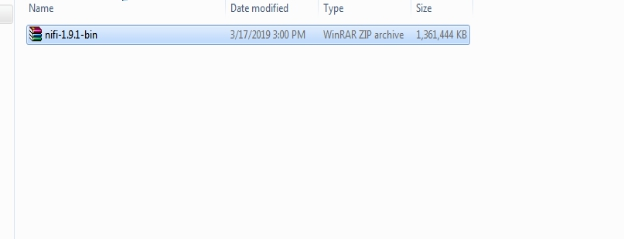 Name Date modified Type Size
nifi-1.9.1-bin 3/17/2019 3:00 PM WinRAR ZIP archive 1,361,444 KB